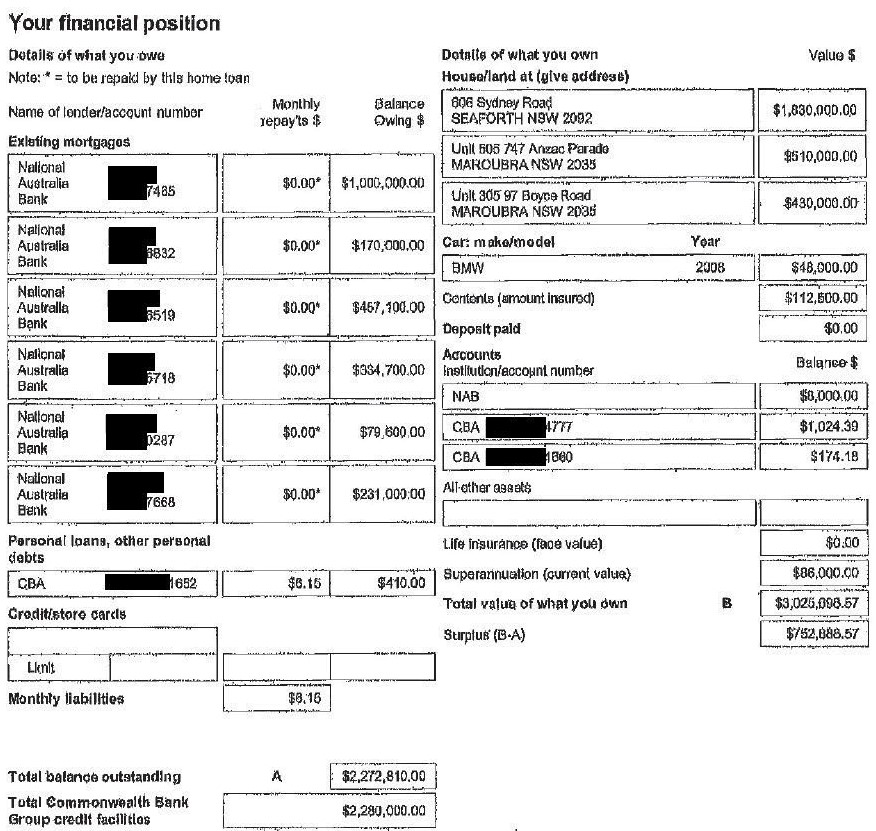 Your financial position
Details of what you owe
Note: * = to be repaid by this home loan
Name of lender/account number
Monthly repay'ts $
Balance Owing $
Existing mortgages
National
Australia 7485 $0.00* $1,000,000.00
Bank
National
Australia 6832 $0.00* $170,000.00
Bank
National
Australia 6519 $0.00* $457,100.00
Bank
National
Australia 5718 $0.00* $334,700.00
Bank
National
Australia 0287 $0.00* $79,600.00
Bank
National
Australia 7668 $0.00* $231,000.00
Bank
Personal loans, other personal
debts
CBA 1652 $6.15 $410.00
Credit/store cards
Limit
Monthly liabilities $6.15
Total balance outstanding A $2,272,810.00
Total Commonwealth Bank
Group credit facilities $2,280,000.00
Details of what you own Value $
House/land at (give address)
606 Sydney Road
SEAFORTH NSW 2092 $1,830,000.00
Unit 747 Anzac Parade
MAROUBRA NSW 2035 $510,000.00
Unit 305 97 Boyce Road
MAROUBRA NSW 2035 $430,000.00
Car: make/model Year
BMW 2008 $48,000.00
Contents (amount insured) $112,500.00
Deposit paid $0.00
Accounts
Institution/account number Balance $
NAB $8,000.00
CBA 4777 $1,024.39
CBA 1660 $174.18
All other assets
Life insurance (face value) $0.00
Superannuation (current value) $86,000.00
Total value of what you own B $3,025,698.57
Surplus (B-A) $752,888.57